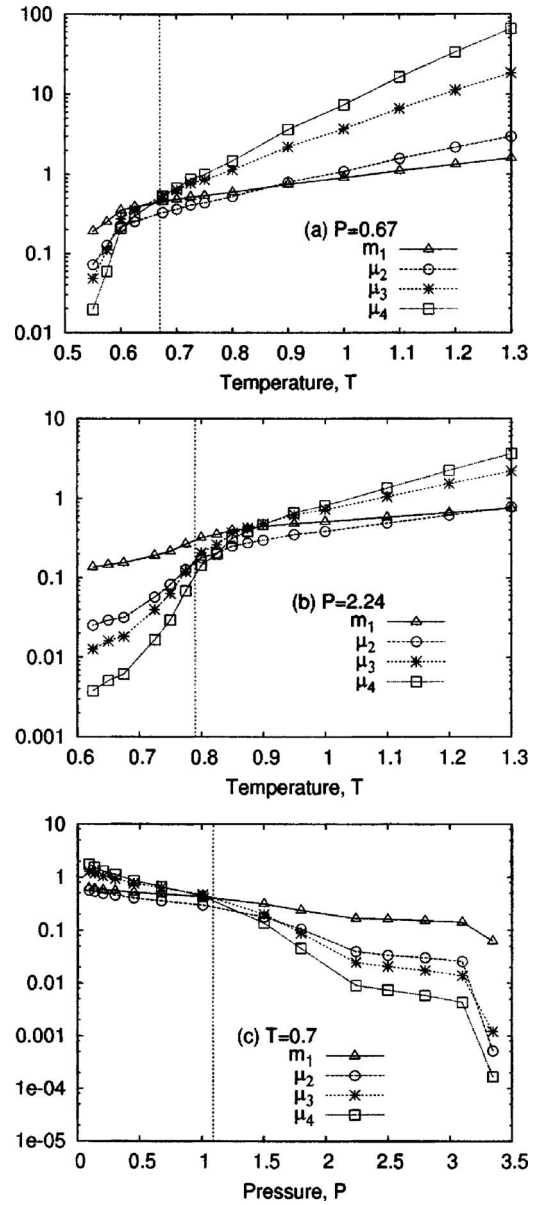 100
10
1
0.1
0.01
(a) P=0.67
m₁
μ₂
μ₃
μ₄
0.5 0.6 0.7 0.8 0.9 1 1.1 1.2 1.3
Temperature, T
10
1
0.1
0.01
0.001
(b) P=2.24
m₁
μ₂
μ₃
μ₄
0.6 0.7 0.8 0.9 1 1.1 1.2 1.3
Temperature, T
100
10
1
0.1
0.01
0.001
1e-04
1e-05
(c) T=0.7
m₁
μ₂
μ₃
μ₄
0 0.5 1 1.5 2 2.5 3 3.5
Pressure, P